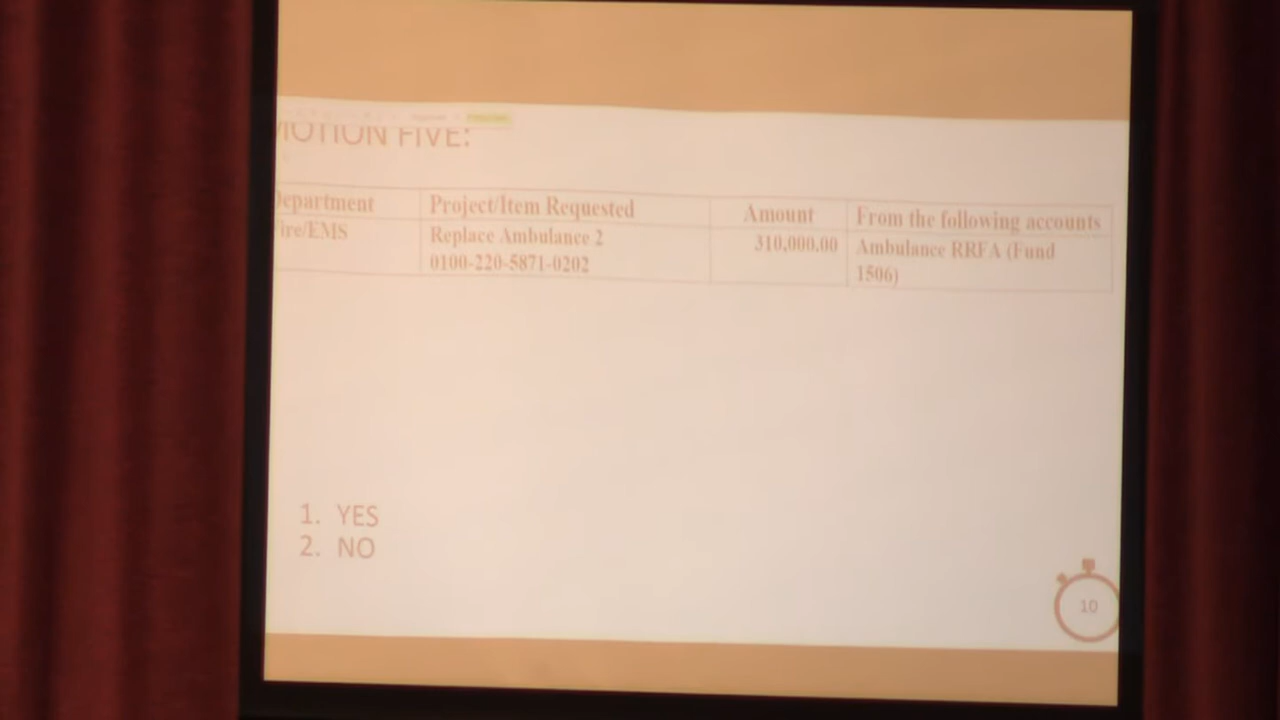 MOTION FIVE:
Department Project/Item Requested Amount From the following accounts
Fire/EMS Replace Ambulance 2 310,000.00 Ambulance RRFA (Fund
0100-220-5871-0202 1506)
1. YES
2. NO
10